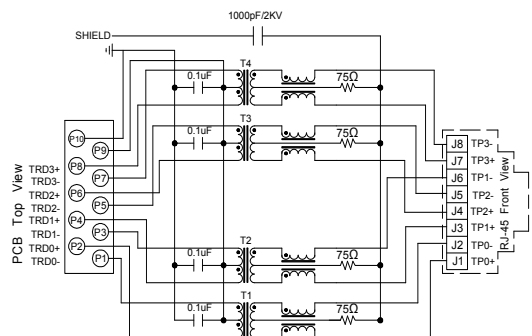 1000pF/2KV
SHIELD
T4
0.1uF
75Ω
T3
0.1uF
75Ω
P10
P9
TRD3+
P8
TRD3-
P7
TRD2+
P6
TRD2-
P5
TRD1+
P4
TRD1-
P3
TRD0+
P2
TRD0-
P1
PCB Top View
J8 TP3-
J7 TP3+
J6 TP1-
J5 TP2-
J4 TP2+
J3 TP1+
J2 TP0-
J1 TP0+
RJ-45 Front View
T2
0.1uF
75Ω
T1
0.1uF
75Ω